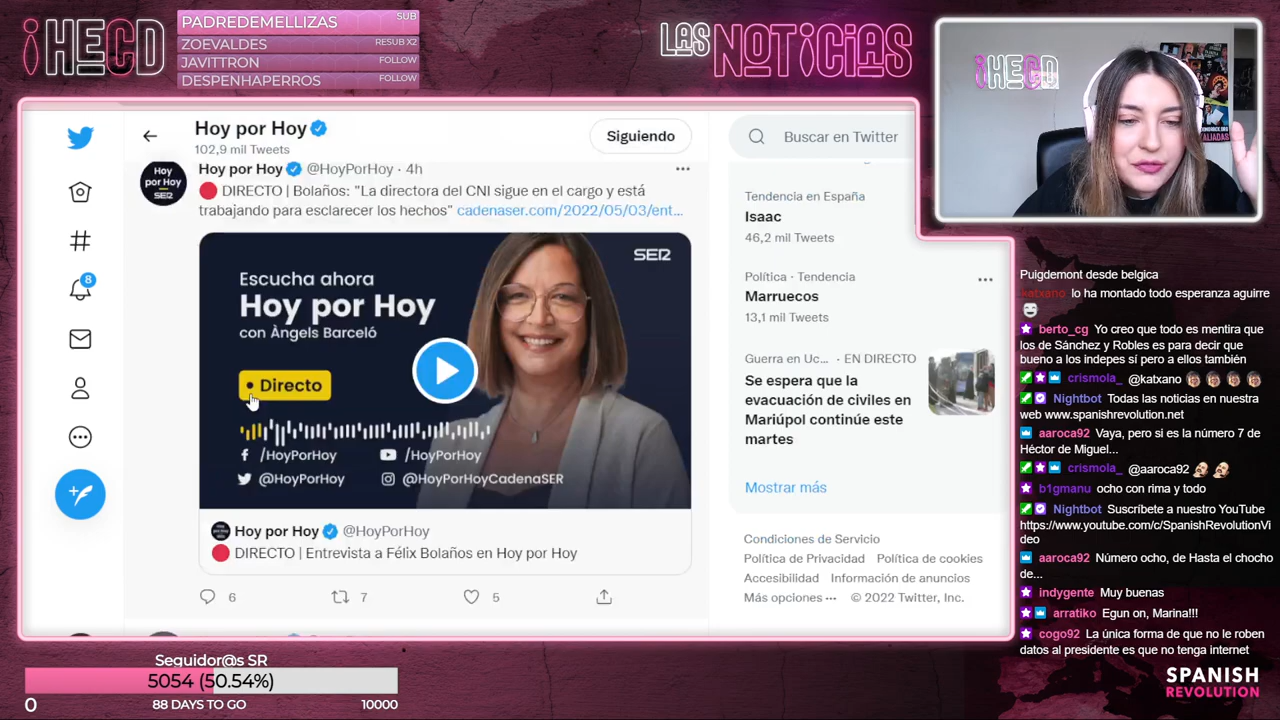 ¡HECD
PADREDEMELLIZAS SUB
ZOEVALDES RESUB X2
JAVITTRON FOLLOW
DESPENHAPERROS FOLLOW
LAS NOTICIAS
¡HECD
Hoy por Hoy
102,9 mil Tweets
Siguiendo
Buscar en Twitter
Hoy por Hoy @HoyPorHoy · 4h
🔴 DIRECTO | Bolaños: "La directora del CNI sigue en el cargo y está
trabajando para esclarecer los hechos" cadenaser.com/2022/05/03/ent...
Hoy
por Hoy
SER
SER
Escucha ahora
Hoy por Hoy
con Àngels Barceló
• Directo
/HoyPorHoy
/HoyPorHoy
@HoyPorHoy
@HoyPorHoyCadenaSER
Hoy por Hoy @HoyPorHoy
🔴 DIRECTO | Entrevista a Félix Bolaños en Hoy por Hoy
6
7
5
8
Tendencia en España
Isaac
46,2 mil Tweets
Política · Tendencia
Marruecos
13,1 mil Tweets
Guerra en Uc... · EN DIRECTO
Se espera que la
evacuación de civiles en
Mariúpol continúe este
martes
Mostrar más
Condiciones de Servicio
Política de Privacidad Política de cookies
Accesibilidad Información de anuncios
Más opciones ••• © 2022 Twitter, Inc.
Puigdemont desde belgica
katxano lo ha montado todo esperanza aguirre
berto_cg Yo creo que todo es mentira que
los de Sánchez y Robles es para decir que
bueno a los indepes sí pero a ellos también
crismola_ @katxano
Nightbot Todas las noticias en nuestra
web www.spanishrevolution.net
aaroca92 Vaya, pero si es la número 7 de
Héctor de Miguel...
crismola_ @aaroca92
b1gmanu ocho con rima y todo
Nightbot Suscríbete a nuestro YouTube
https://www.youtube.com/c/SpanishRevolutionVi
deo
aaroca92 Número ocho, de Hasta el chocho
de...
indygente Muy buenas
arratiko Egun on, Marina!!!
cogo92 La única forma de que no le roben
datos al presidente es que no tenga internet
Seguidor@s SR
5054 (50.54%)
0 88 DAYS TO GO 10000
SPANISH
REVOLUTION